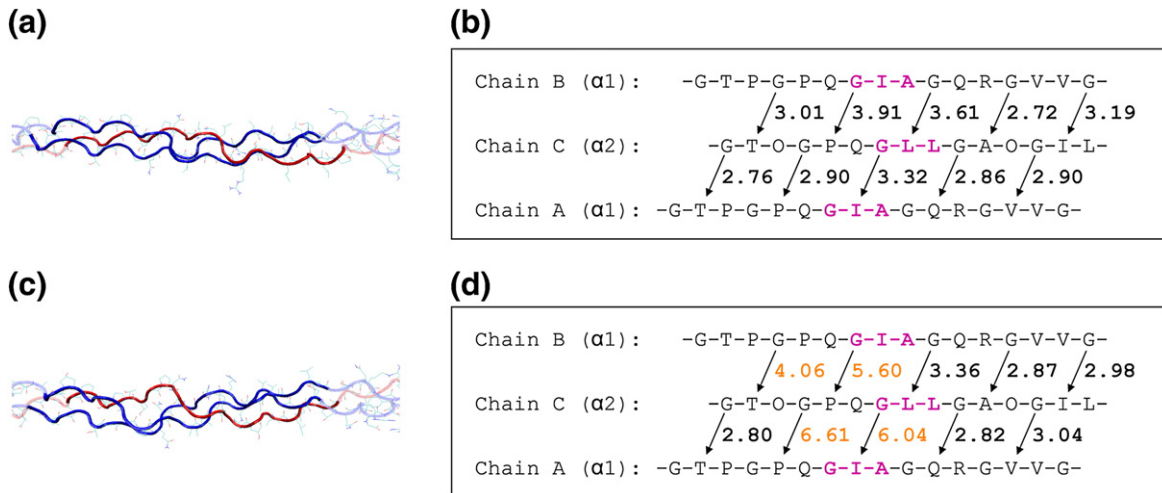 (a)
(b)
Chain B (α1): -G-T-P-G-P-Q-G-I-A-G-Q-R-G-V-V-G-
3.01 3.91 3.61 2.72 3.19
Chain C (α2): -G-T-O-G-P-Q-G-L-L-G-A-O-G-I-L-
2.76 2.90 3.32 2.86 2.90
Chain A (α1): -G-T-P-G-P-Q-G-I-A-G-Q-R-G-V-V-G-
(c)
(d)
Chain B (α1): -G-T-P-G-P-Q-G-I-A-G-Q-R-G-V-V-G-
4.06 5.60 3.36 2.87 2.98
Chain C (α2): -G-T-O-G-P-Q-G-L-L-G-A-O-G-I-L-
2.80 6.61 6.04 2.82 3.04
Chain A (α1): -G-T-P-G-P-Q-G-I-A-G-Q-R-G-V-V-G-